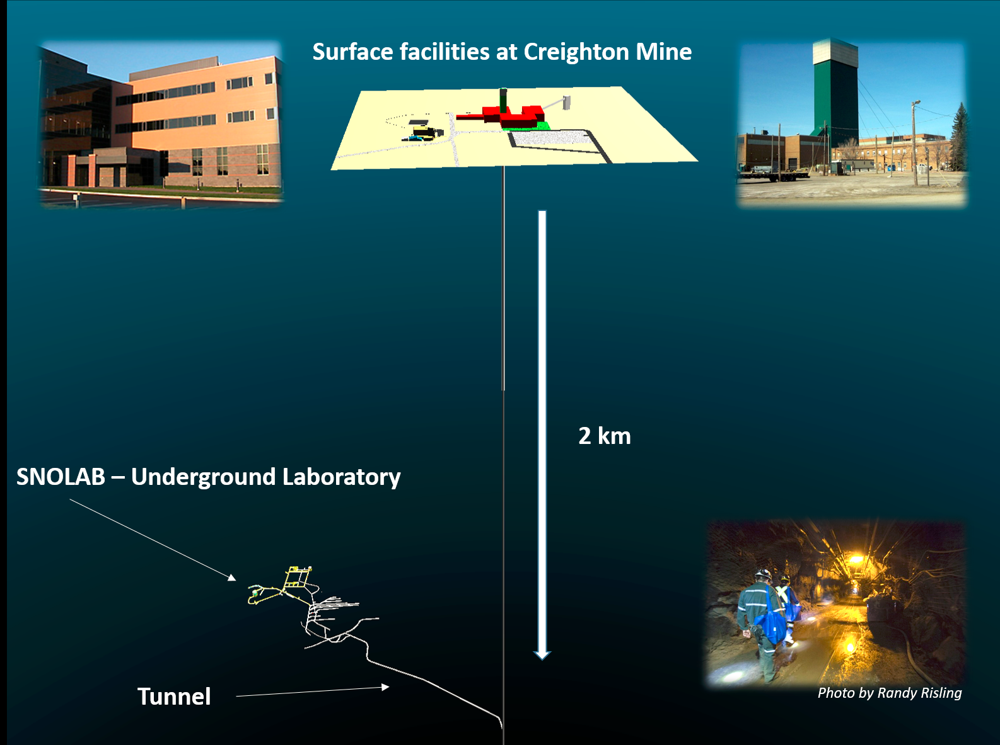 Surface facilities at Creighton Mine
2 km
SNOLAB – Underground Laboratory
Tunnel
Photo by Randy Risling